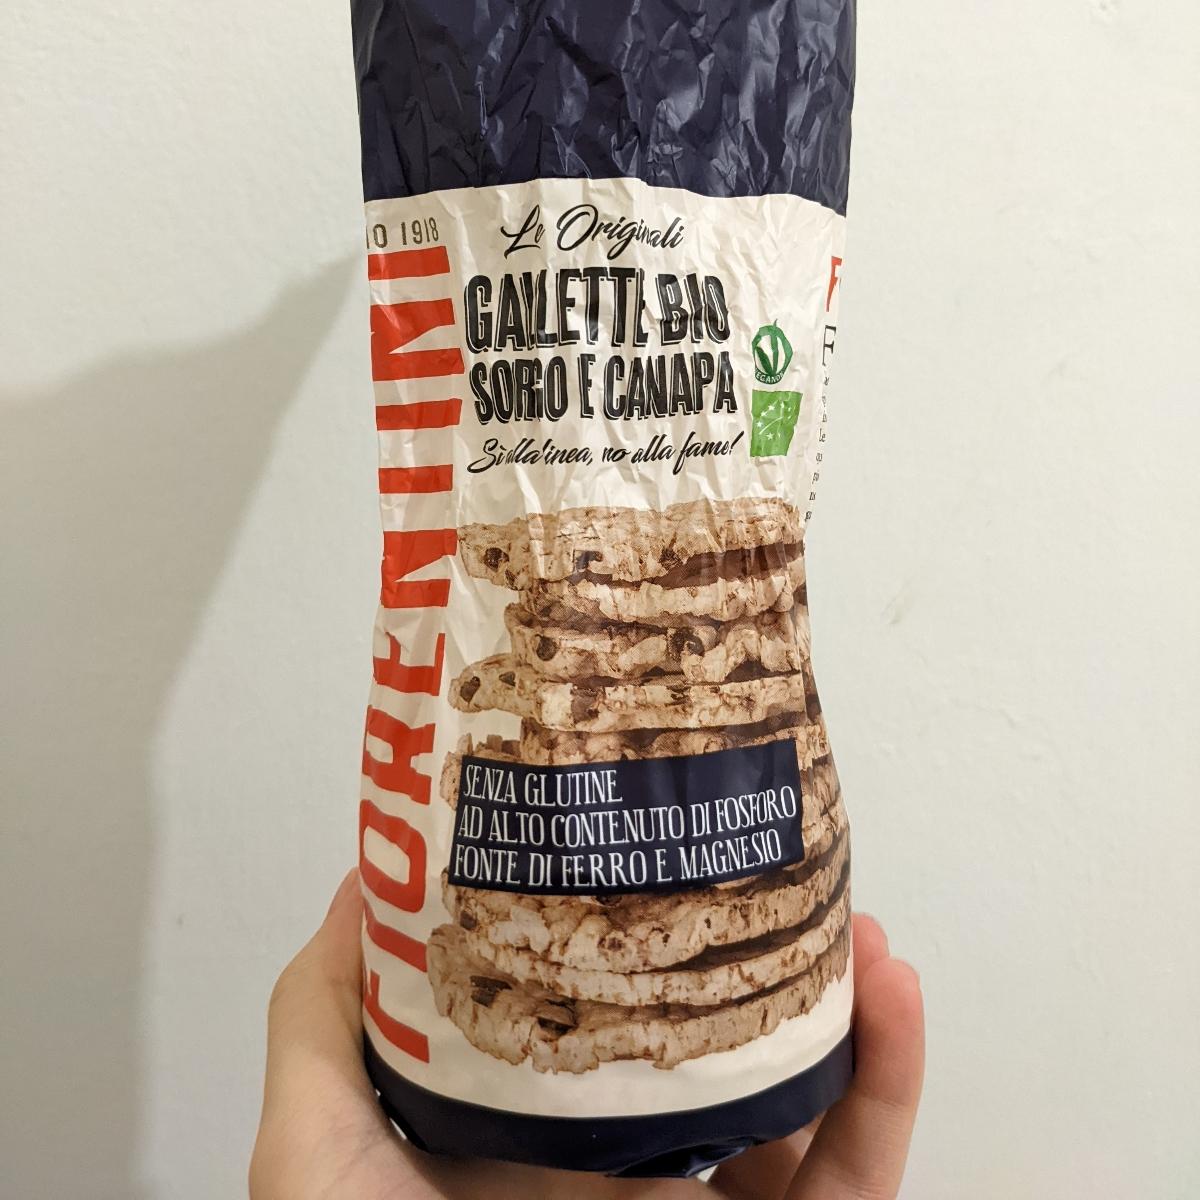 1918
FIORENTINI
Le Originali
GALLETTE BIO
SORGO E CANAPA
Sì alla linea, no alla fame!
SENZA GLUTINE
AD ALTO CONTENUTO DI FOSFORO
FONTE DI FERRO E MAGNESIO